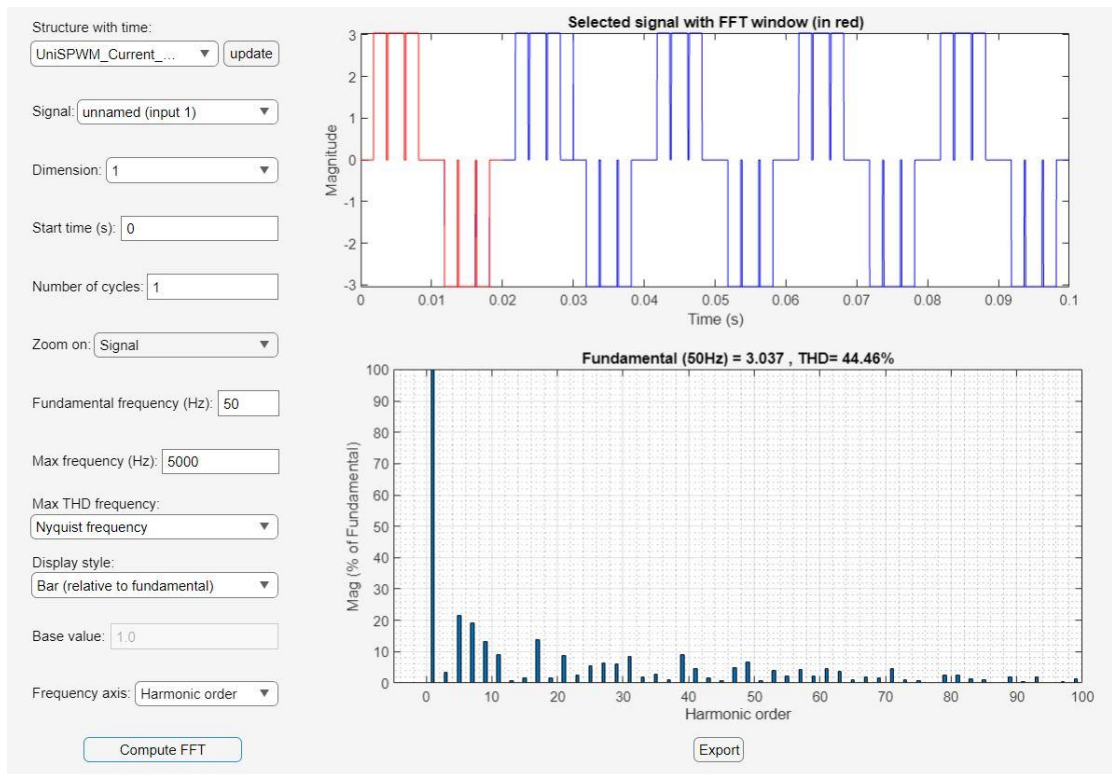 Structure with time:
UniSPWM_Current_...
update
Signal: unnamed (input 1)
Dimension: 1
Start time (s): 0
Number of cycles: 1
Zoom on: Signal
Fundamental frequency (Hz): 50
Max frequency (Hz): 5000
Max THD frequency:
Nyquist frequency
Display style:
Bar (relative to fundamental)
Base value: 1.0
Frequency axis: Harmonic order
Compute FFT
Selected signal with FFT window (in red)
3
2
1
0
-1
-2
-3
Magnitude
0 0.01 0.02 0.03 0.04 0.05 0.06 0.07 0.08 0.09 0.1
Time (s)
Fundamental (50Hz) = 3.037 , THD= 44.46%
100
90
80
70
60
50
40
30
20
10
0
Mag (% of Fundamental)
0 10 20 30 40 50 60 70 80 90 100
Harmonic order
Export